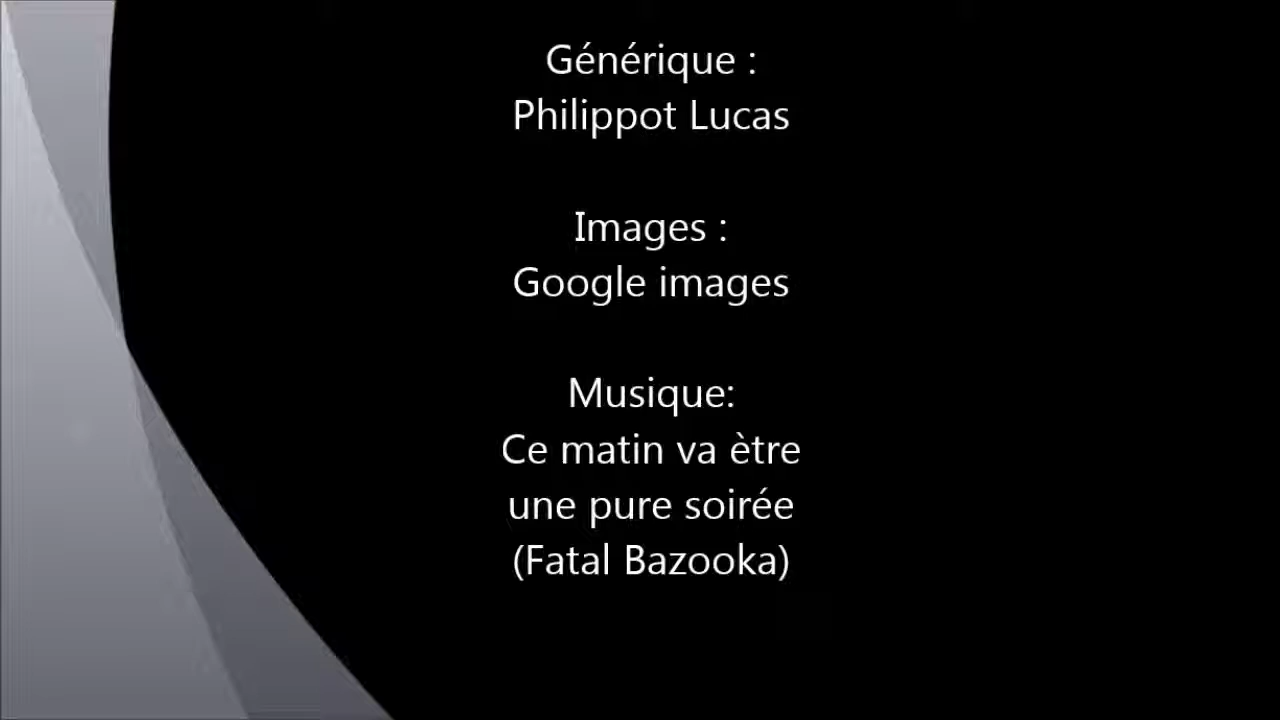 Générique :
Philippot Lucas
Images :
Google images
Musique:
Ce matin va ètre
une pure soirée
(Fatal Bazooka)